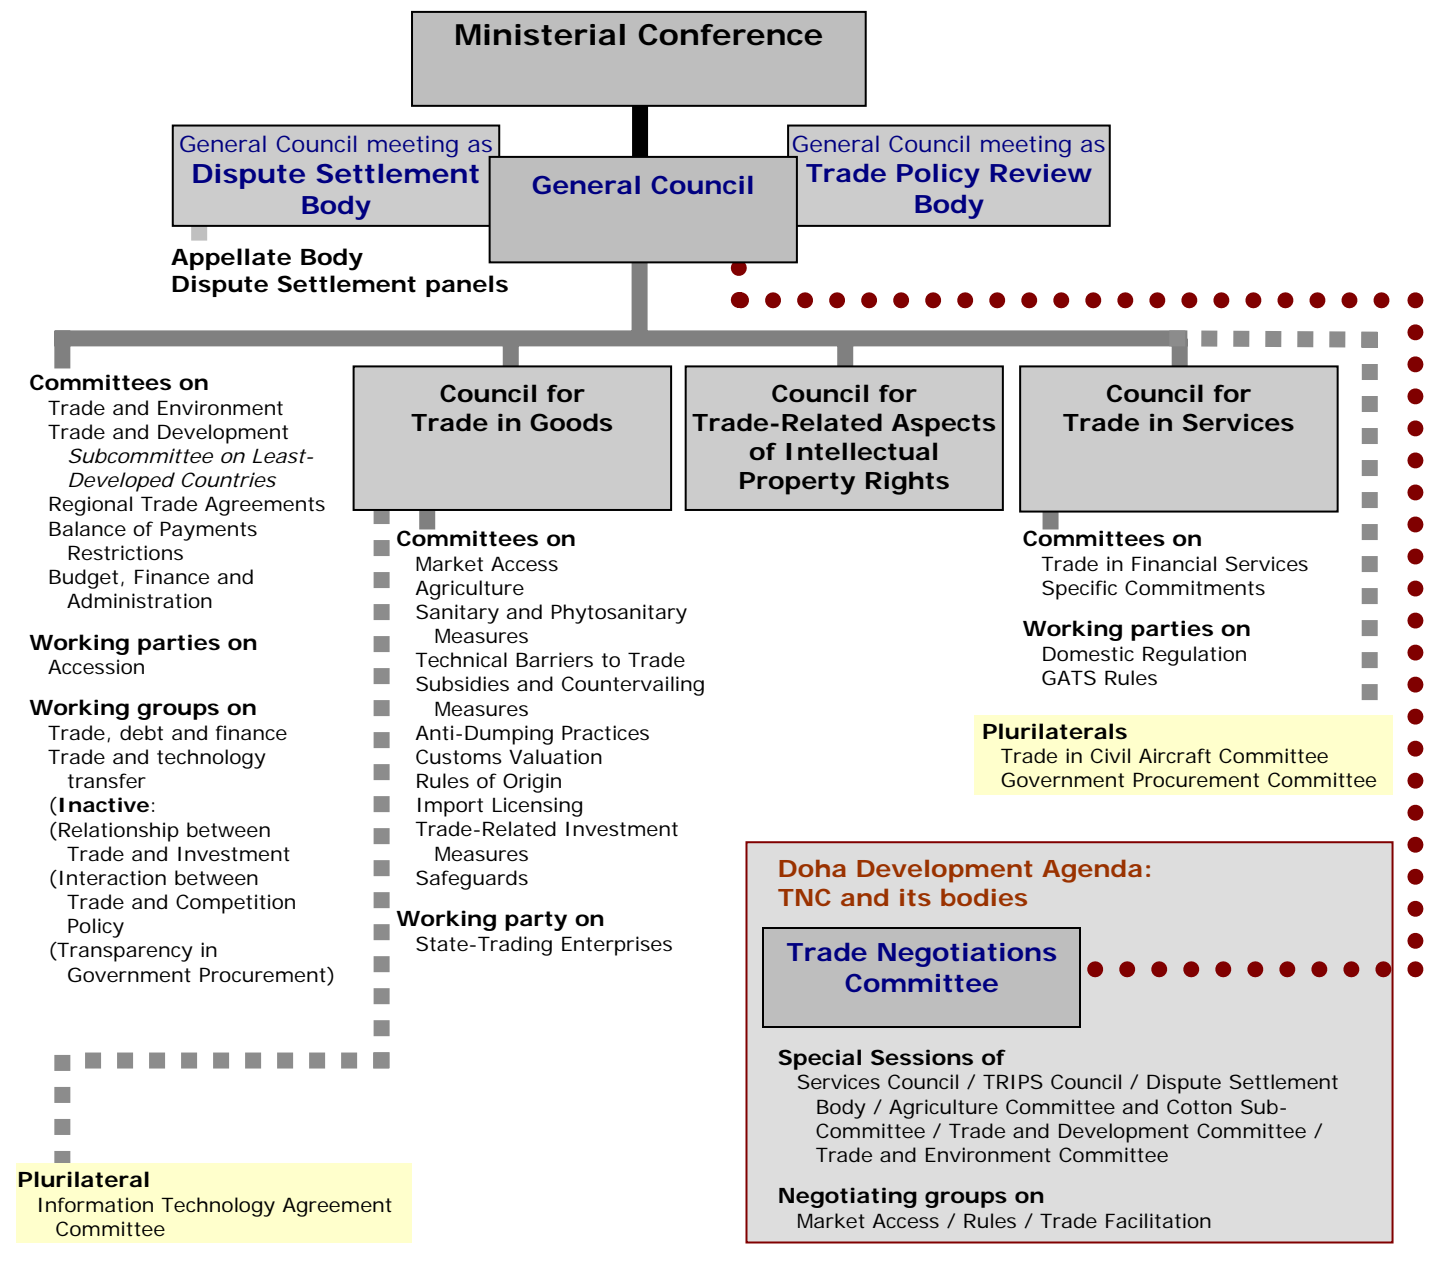 Ministerial Conference
General Council meeting as
Dispute Settlement
Body
General Council
General Council meeting as
Trade Policy Review
Body
Appellate Body
Dispute Settlement panels
Committees on
Trade and Environment
Trade and Development
Subcommittee on Least-
Developed Countries
Regional Trade Agreements
Balance of Payments
Restrictions
Budget, Finance and
Administration
Working parties on
Accession
Working groups on
Trade, debt and finance
Trade and technology
transfer
(Inactive:
(Relationship between
Trade and Investment
(Interaction between
Trade and Competition
Policy
(Transparency in
Government Procurement)
Plurilateral
Information Technology Agreement
Committee
Council for
Trade in Goods
Committees on
Market Access
Agriculture
Sanitary and Phytosanitary
Measures
Technical Barriers to Trade
Subsidies and Countervailing
Measures
Anti-Dumping Practices
Customs Valuation
Rules of Origin
Import Licensing
Trade-Related Investment
Measures
Safeguards
Working party on
State-Trading Enterprises
Council for
Trade-Related Aspects
of Intellectual
Property Rights
Council for
Trade in Services
Committees on
Trade in Financial Services
Specific Commitments
Working parties on
Domestic Regulation
GATS Rules
Plurilaterals
Trade in Civil Aircraft Committee
Government Procurement Committee
Doha Development Agenda:
TNC and its bodies
Trade Negotiations
Committee
Special Sessions of
Services Council / TRIPS Council / Dispute Settlement
Body / Agriculture Committee and Cotton Sub-
Committee / Trade and Development Committee /
Trade and Environment Committee
Negotiating groups on
Market Access / Rules / Trade Facilitation